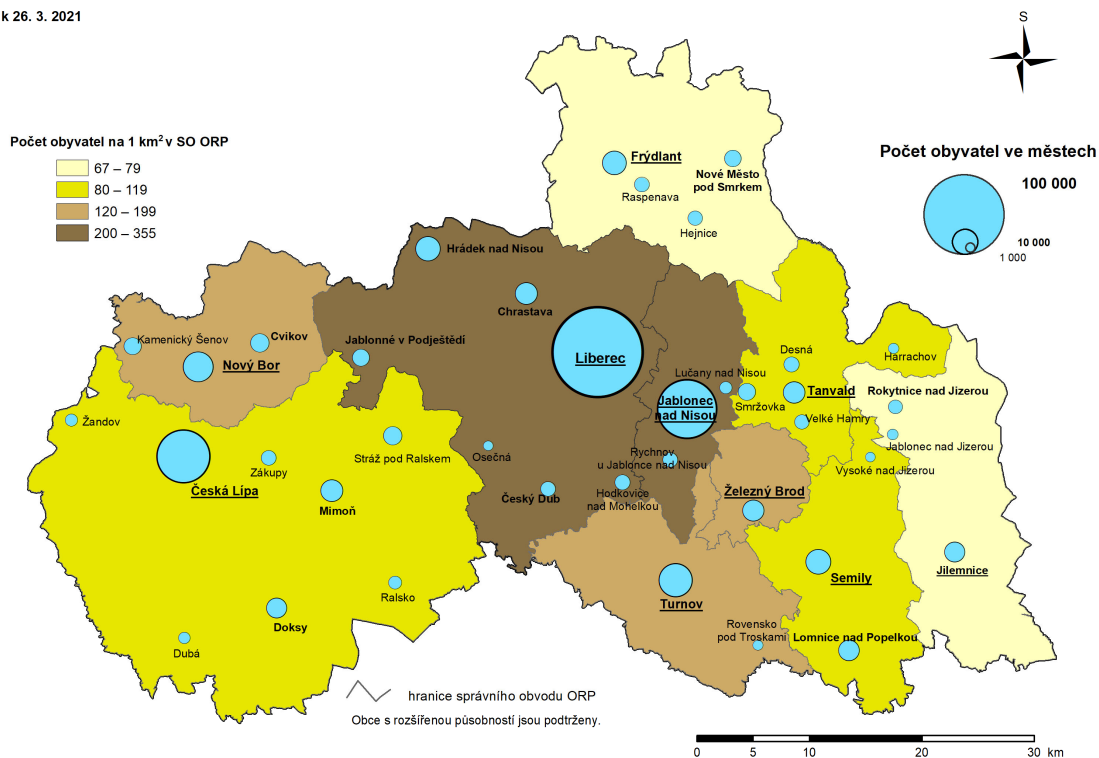 k 26. 3. 2021
S
Počet obyvatel na 1 km² v SO ORP
67 – 79
80 – 119
120 – 199
200 – 355
Počet obyvatel ve městech
100 000
10 000
1 000
Frýdlant
Nové Město
pod Smrkem
Raspenava
Hejnice
Hrádek nad Nisou
Chrastava
Kamenický Šenov
Cvikov
Nový Bor
Jablonné v Podještědí
Liberec
Desná
Harrachov
Lučany nad Nisou
Tanvald
Rokytnice nad Jizerou
Jablonec
nad Nisou
Smržovka
Velké Hamry
Žandov
Jablonec nad Jizerou
Stráž pod Ralskem
Osečná
Rychnov
u Jablonce nad Nisou
Vysoké nad Jizerou
Zákupy
Česká Lípa
Mimoň
Český Dub
Hodkovice
nad Mohelkou
Železný Brod
Jilemnice
Semily
Ralsko
Turnov
Doksy
Rovensko
pod Troskami
Lomnice nad Popelkou
Dubá
hranice správního obvodu ORP
Obce s rozšířenou působností jsou podtrženy.
0 5 10 20 30 km